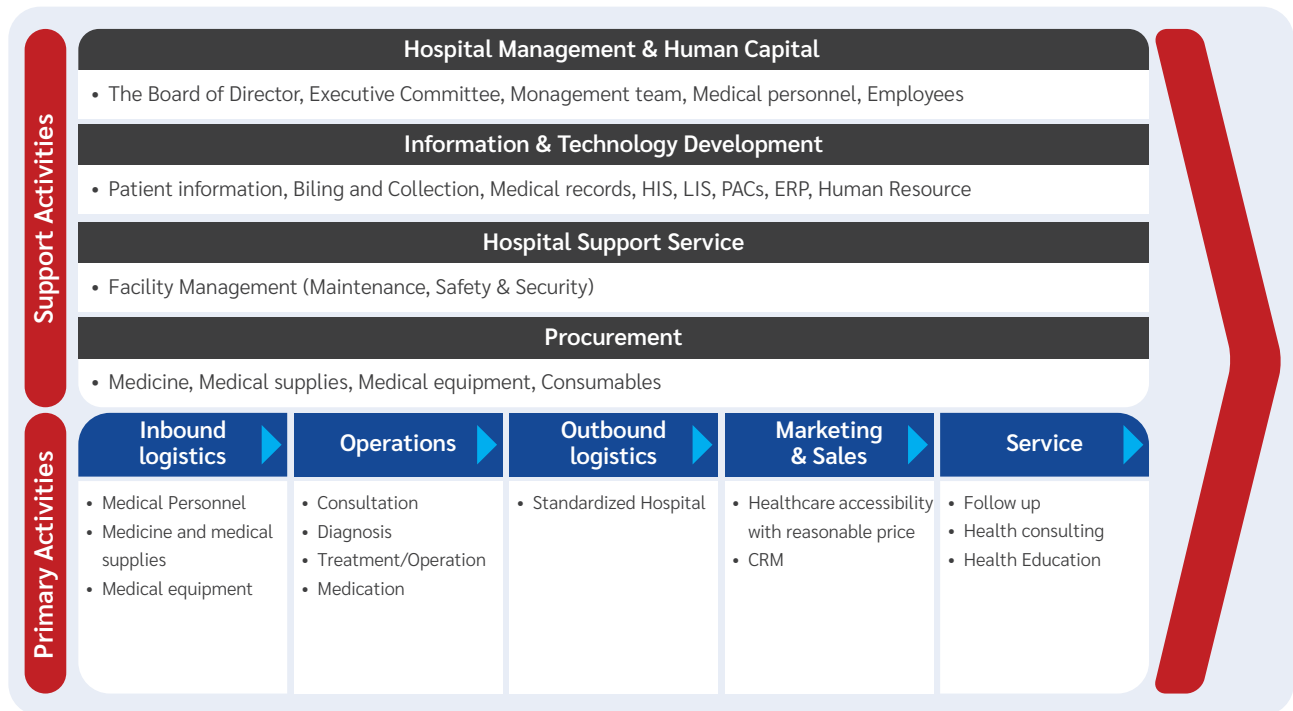 Support Activities
Hospital Management & Human Capital
• The Board of Director, Executive Committee, Monagement team, Medical personnel, Employees
Information & Technology Development
• Patient information, Biling and Collection, Medical records, HIS, LIS, PACs, ERP, Human Resource
Hospital Support Service
• Facility Management (Maintenance, Safety & Security)
Procurement
• Medicine, Medical supplies, Medical equipment, Consumables
Primary Activities
Inbound
logistics
• Medical Personnel
• Medicine and medical
supplies
• Medical equipment
Operations
• Consultation
• Diagnosis
• Treatment/Operation
• Medication
Outbound
logistics
• Standardized Hospital
Marketing
& Sales
• Healthcare accessibility
with reasonable price
• CRM
Service
• Follow up
• Health consulting
• Health Education